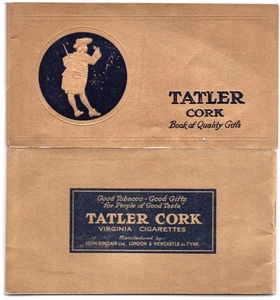 TATLER
CORK
Book of Quality Gifts
Good Tobacco - Good Gifts
for People of Good Taste
TATLER CORK
VIRGINIA CIGARETTES
Manufactured by:-
JOHN SINCLAIR Ltd., LONDON & NEWCASTLE on TYNE.